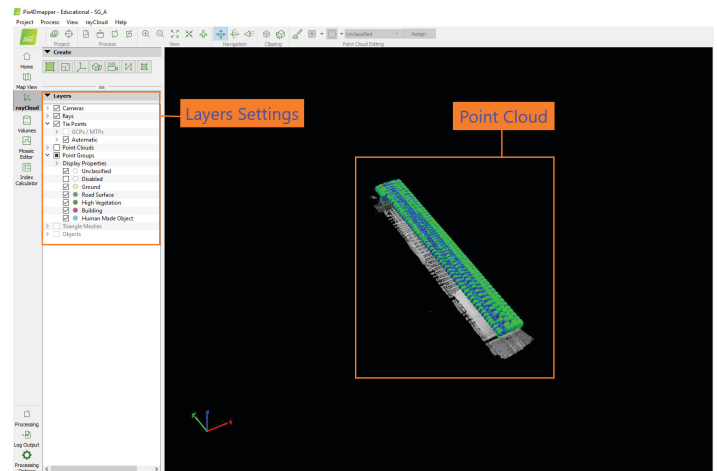 Pix4Dmapper - Educational - SG_A
Project Process View rayCloud Help
Unclassified Assign
Project Process View Navigation Clipping Point Cloud Editing
Home
Map View
rayCloud
Volumes
Mosaic
Editor
Index
Calculator
Create
Layers
Cameras
Rays
Tie Points
GCPs / MTPs
Automatic
Point Clouds
Point Groups
Display Properties
Unclassified
Disabled
Ground
Road Surface
High Vegetation
Building
Human Made Object
Triangle Meshes
Objects
Layers Settings
Point Cloud
Processing
Log Output
Processing
Options